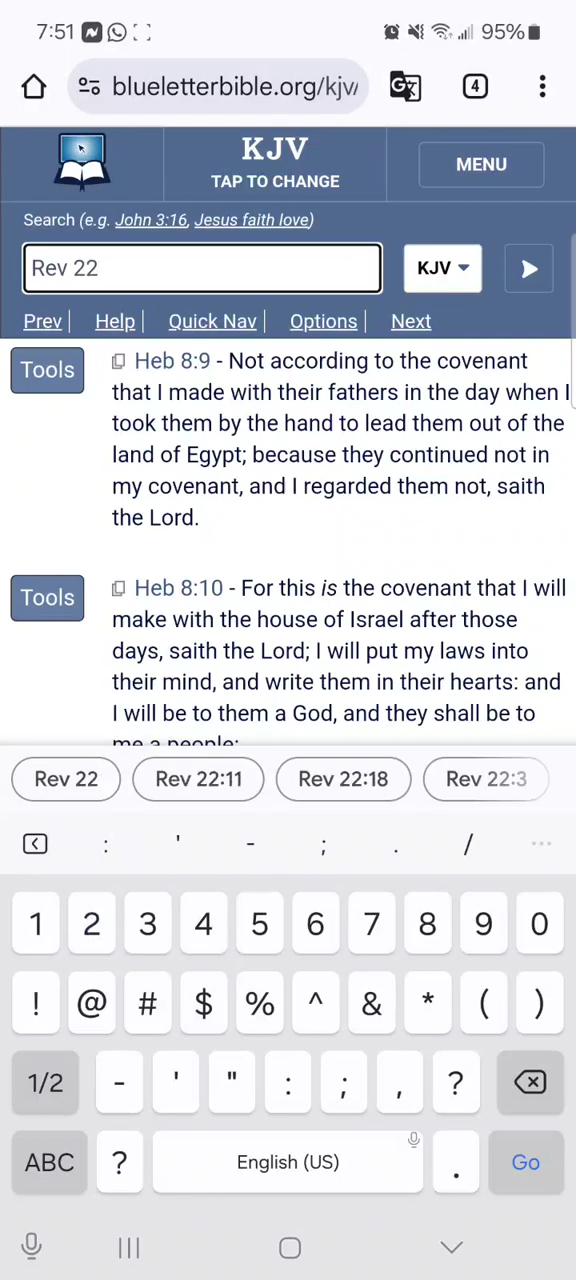 7:51 95%
blueletterbible.org/kjv/ 4
KJV
TAP TO CHANGE
MENU
Search (e.g. John 3:16, Jesus faith love)
Rev 22 KJV
Prev | Help | Quick Nav | Options | Next
Tools Heb 8:9 - Not according to the covenant
that I made with their fathers in the day when I
took them by the hand to lead them out of the
land of Egypt; because they continued not in
my covenant, and I regarded them not, saith
the Lord.
Tools Heb 8:10 - For this is the covenant that I will
make with the house of Israel after those
days, saith the Lord; I will put my laws into
their mind, and write them in their hearts: and
I will be to them a God, and they shall be to
me a people:
Rev 22 Rev 22:11 Rev 22:18 Rev 22:3
: ' - ; . / ...
1 2 3 4 5 6 7 8 9 0
! @ # $ % ^ & * ( )
1/2 - ' " : ; , ?
ABC ? English (US) . Go